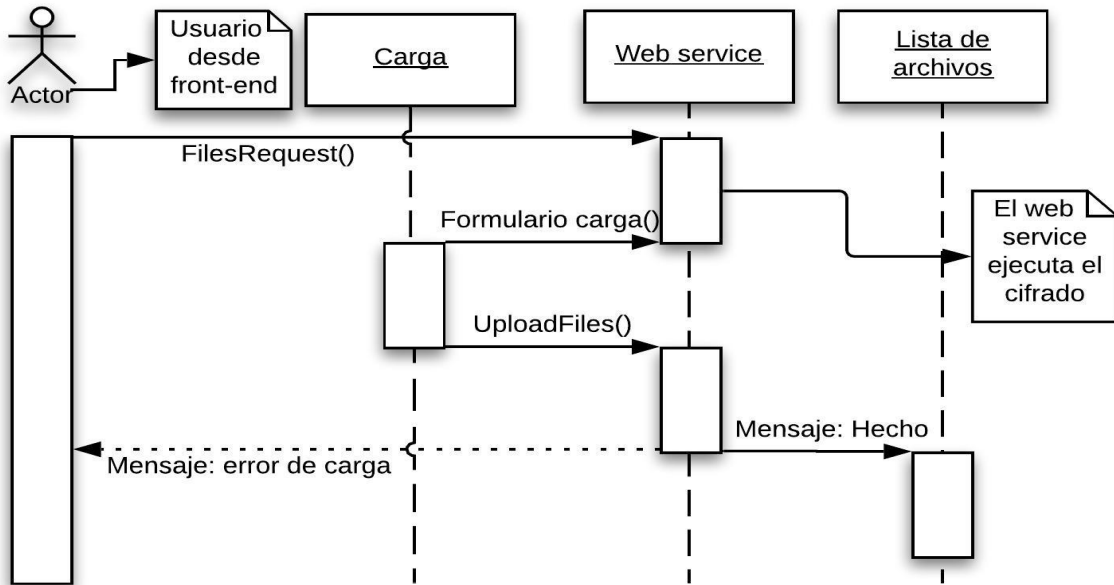 Actor
Usuario
desde
front-end
Carga
Web service
Lista de
archivos
FilesRequest()
Formulario carga()
El web
service
ejecuta el
cifrado
UploadFiles()
Mensaje: Hecho
Mensaje: error de carga